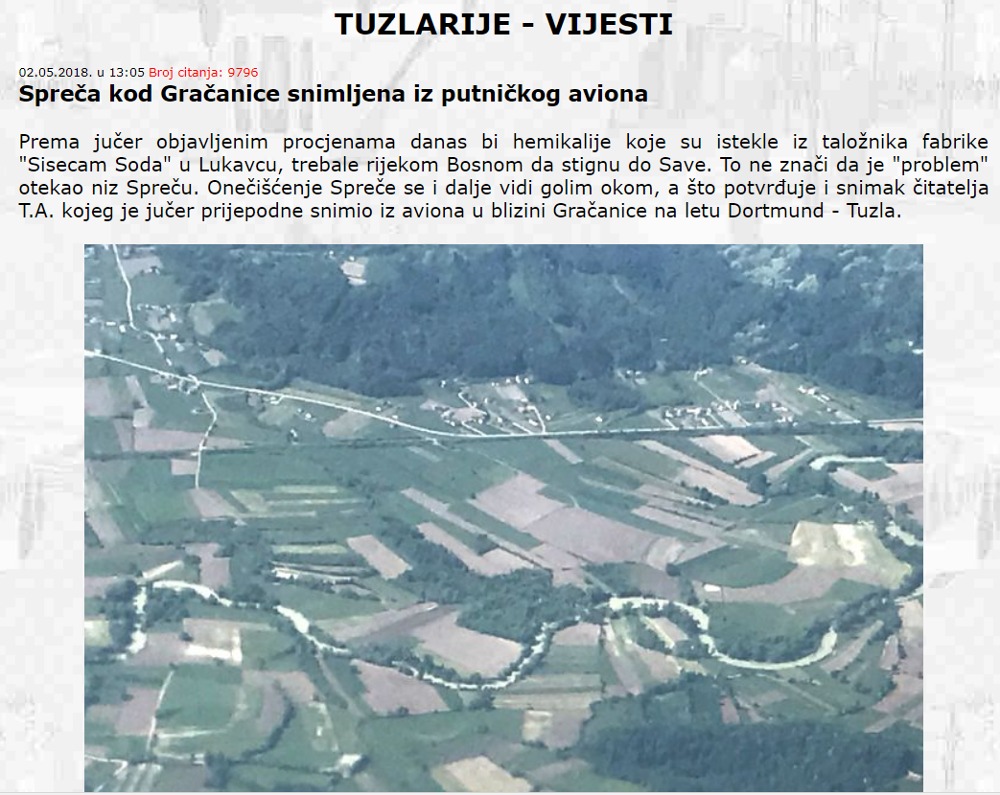 TUZLARIJE - VIJESTI
02.05.2018. u 13:05 Broj citanja: 9796
Spreča kod Gračanice snimljena iz putničkog aviona
Prema jučer objavljenim procjenama danas bi hemikalije koje su istekle iz taložnika fabrike
"Sisecam Soda" u Lukavcu, trebale rijekom Bosnom da stignu do Save. To ne znači da je "problem"
otekao niz Spreču. Onečišćenje Spreče se i dalje vidi golim okom, a što potvrđuje i snimak čitatelja
T.A. kojeg je jučer prijepodne snimio iz aviona u blizini Gračanice na letu Dortmund - Tuzla.